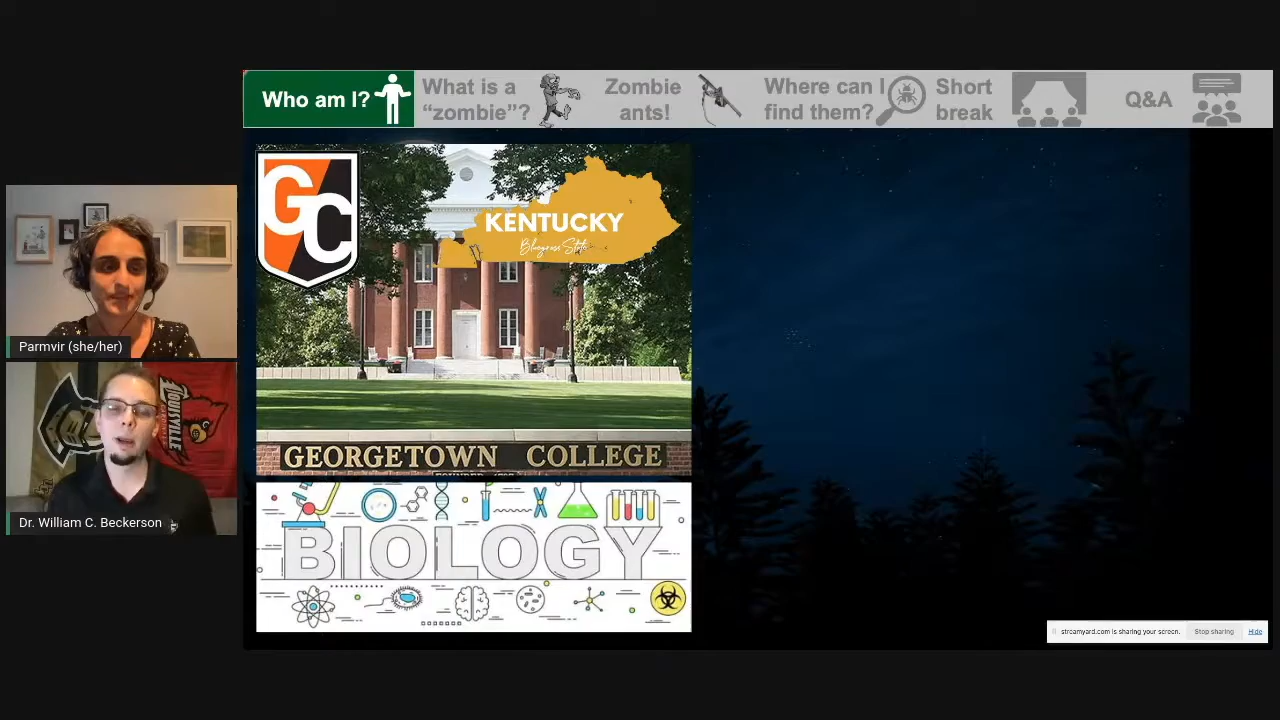 Who am I?
What is a
“zombie”?
Zombie
ants!
Where can I
find them?
Short
break
Q&A
GC
KENTUCKY
Bluegrass State
GEORGETOWN COLLEGE
BIOLOGY
Parmvir (she/her)
LOUISVILLE
Dr. William C. Beckerson
streamyard.com is sharing your screen.
Stop sharing
Hide